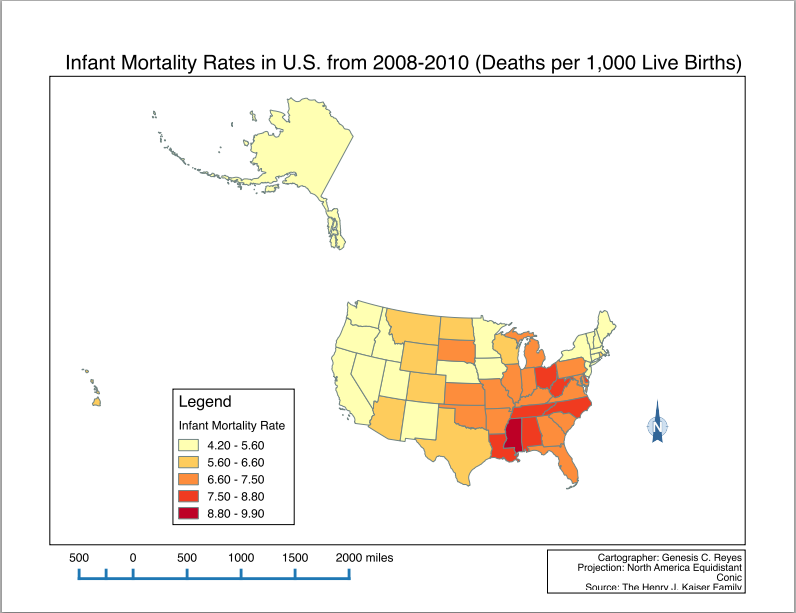 Infant Mortality Rates in U.S. from 2008-2010 (Deaths per 1,000 Live Births)
Legend
Infant Mortality Rate
4.20 - 5.60
5.60 - 6.60
6.60 - 7.50
7.50 - 8.80
8.80 - 9.90
N
500 0 500 1000 1500 2000 miles
Cartographer: Genesis C. Reyes
Projection: North America Equidistant
Conic
Source: The Henry J. Kaiser Family